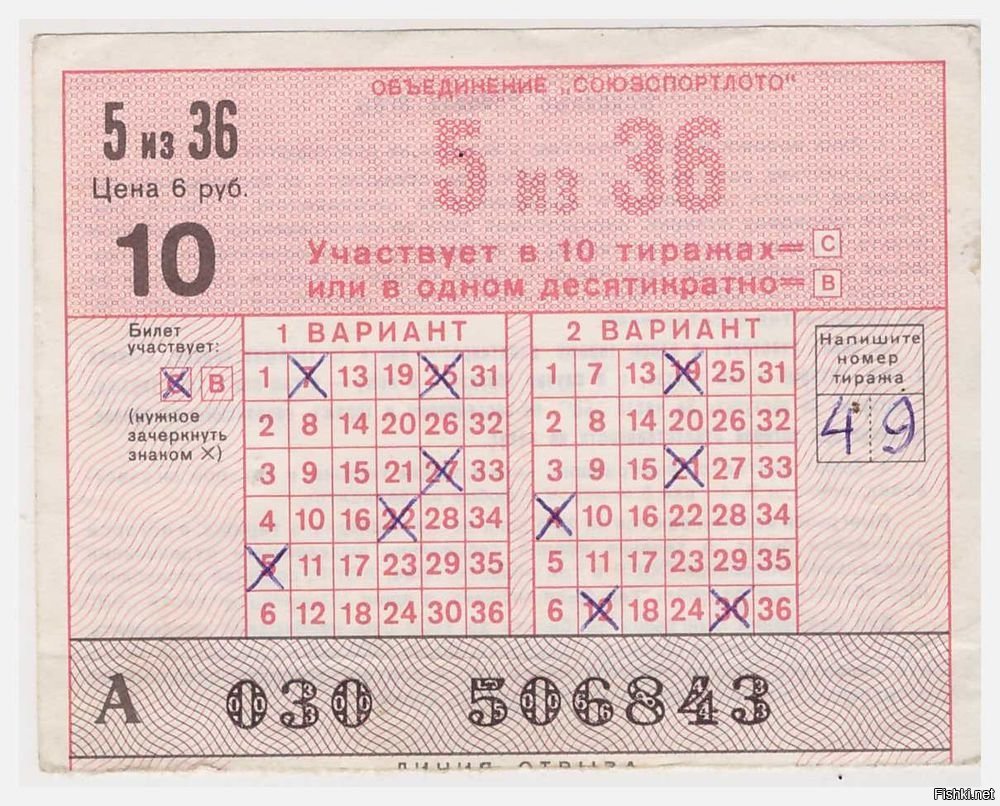 ОБЪЕДИНЕНИЕ „СОЮЗСПОРТЛОТО“
5 из 36
5 из 36
Цена 6 руб.
10
Участвует в 10 тиражах= С
или в одном десятикратно= В
Билет
участвует:
С В
(нужное
зачеркнуть
знаком ×)
1 ВАРИАНТ
1 7 13 19 25 31
2 8 14 20 26 32
3 9 15 21 27 33
4 10 16 22 28 34
5 11 17 23 29 35
6 12 18 24 30 36
2 ВАРИАНТ
1 7 13 19 25 31
2 8 14 20 26 32
3 9 15 21 27 33
4 10 16 22 28 34
5 11 17 23 29 35
6 12 18 24 30 36
Напишите
номер
тиража
49
А 030 506843
ЛИНИЯ ОТРЫВА
Fishki.net